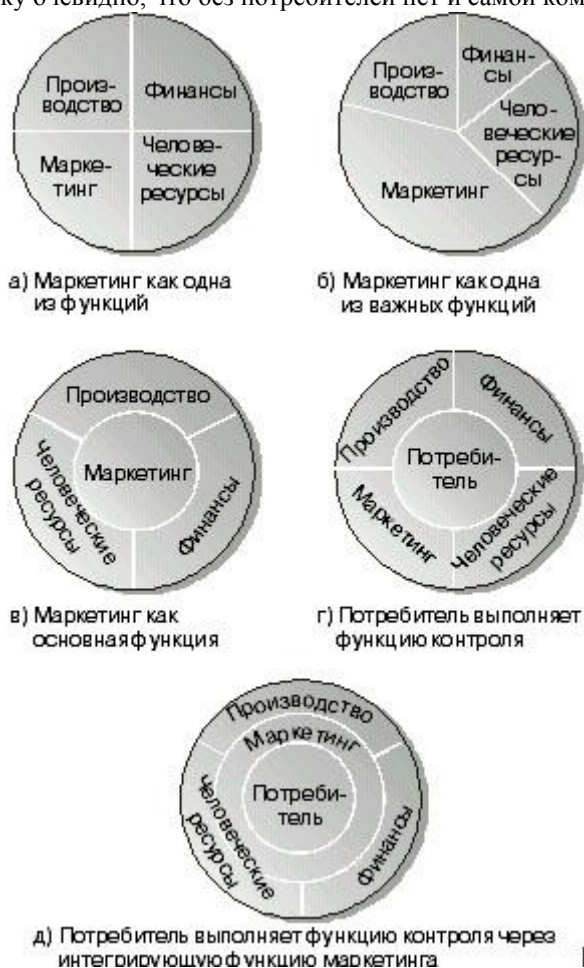 ку очевидно, что без потребителей нет и самой ком
Произ-
водство
Финансы
Марке-
тинг
Челове-
ческие
ресурсы
а) Маркетинг как одна
из функций
Произ-
водство
Финан-
сы
Чело-
веческие
ресур-
сы
Маркетинг
б) Маркетинг как одна
из важных функций
Производство
Маркетинг
Человеческие
ресурсы
Финансы
в) Маркетинг как
основная функция
Производство
Финансы
Потреби-
тель
Маркетинг
Человеческие
ресурсы
г) Потребитель выполняет
функцию контроля
Производство
Маркетинг
Потреби-
тель
Человеческие
ресурсы
Финансы
д) Потребитель выполняет функцию контроля через
интегрирующую функцию маркетинга